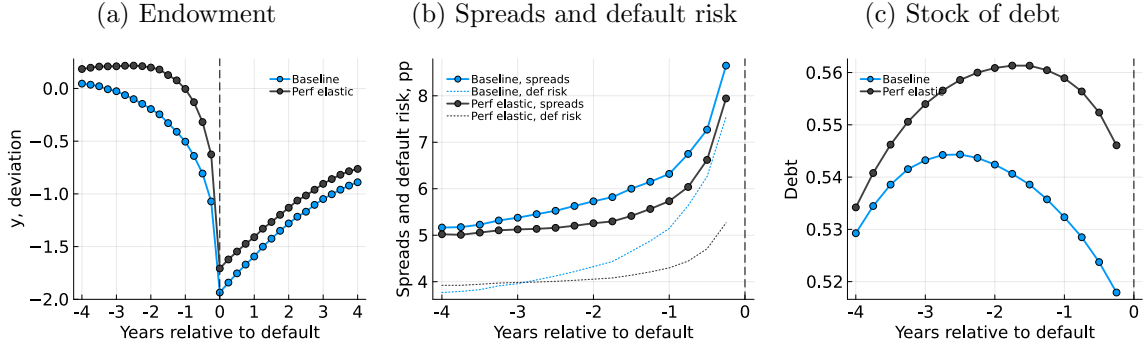 (a) Endowment
y, deviation
0.0
−0.5
−1.0
−1.5
−2.0
Baseline
Perf elastic
-4 -3 -2 -1 0 1 2 3 4
Years relative to default
(b) Spreads and default risk
Spreads and default risk, pp
8
7
6
5
4
Baseline, spreads
Baseline, def risk
Perf elastic, spreads
Perf elastic, def risk
-4 -3 -2 -1 0
Years relative to default
(c) Stock of debt
Debt
0.56
0.55
0.54
0.53
0.52
Baseline
Perf elastic
-4 -3 -2 -1 0
Years relative to default